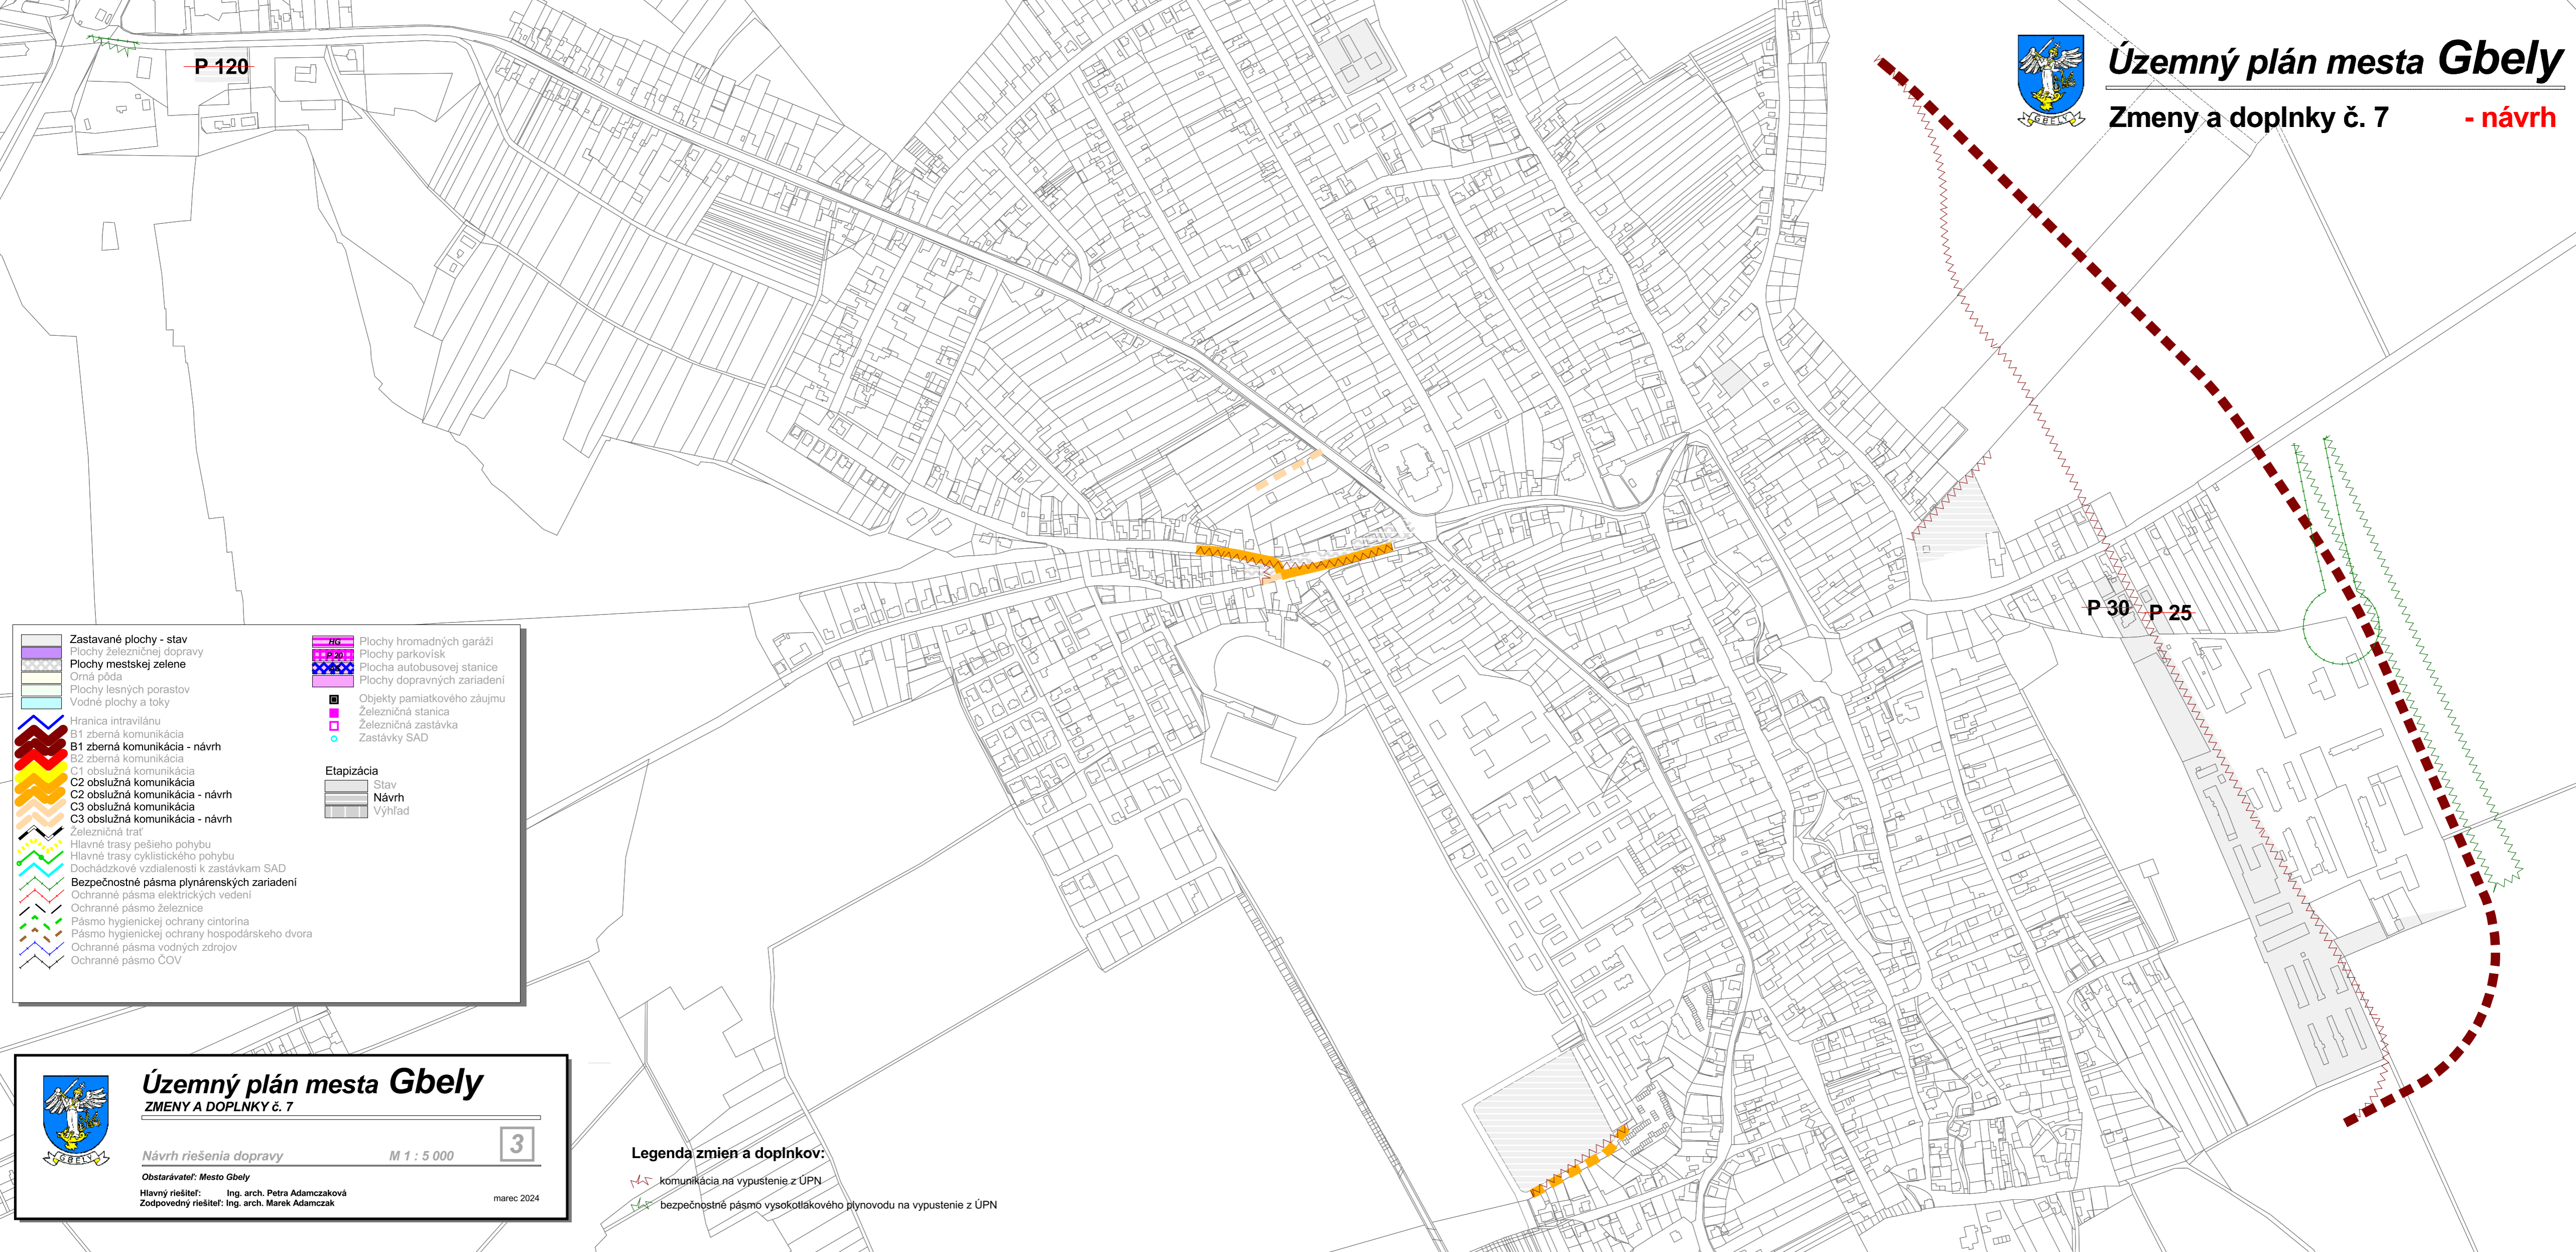 P 120
Územný plán mesta Gbely
Zmeny a doplnky č. 7 - návrh
GBELY
P 30
P 25
Zastavané plochy - stav
Plochy železničnej dopravy
Plochy mestskej zelene
Orná pôda
Plochy lesných porastov
Vodné plochy a toky
Hranica intravilánu
B1 zberná komunikácia
B1 zberná komunikácia - návrh
B2 zberná komunikácia
C1 obslužná komunikácia
C2 obslužná komunikácia
C2 obslužná komunikácia - návrh
C3 obslužná komunikácia
C3 obslužná komunikácia - návrh
Železničná trať
Hlavné trasy pešieho pohybu
Hlavné trasy cyklistického pohybu
Dochádzkové vzdialenosti k zastávkam SAD
Bezpečnostné pásma plynárenských zariadení
Ochranné pásma elektrických vedení
Ochranné pásmo železnice
Pásmo hygienickej ochrany cintorína
Pásmo hygienickej ochrany hospodárskeho dvora
Ochranné pásma vodných zdrojov
Ochranné pásmo ČOV
HG Plochy hromadných garáží
P 20 Plochy parkovísk
Plocha autobusovej stanice
Plochy dopravných zariadení
Objekty pamiatkového záujmu
Železničná stanica
Železničná zastávka
Zastávky SAD
Etapizácia
Stav
Návrh
Výhľad
Územný plán mesta Gbely
ZMENY A DOPLNKY č. 7
GBELY
Návrh riešenia dopravy M 1 : 5 000 3
Obstarávateľ: Mesto Gbely
Hlavný riešiteľ: Ing. arch. Petra Adamczaková
Zodpovedný riešiteľ: Ing. arch. Marek Adamczak
marec 2024
Legenda zmien a doplnkov:
komunikácia na vypustenie z ÚPN
bezpečnostné pásmo vysokotlakového plynovodu na vypustenie z ÚPN